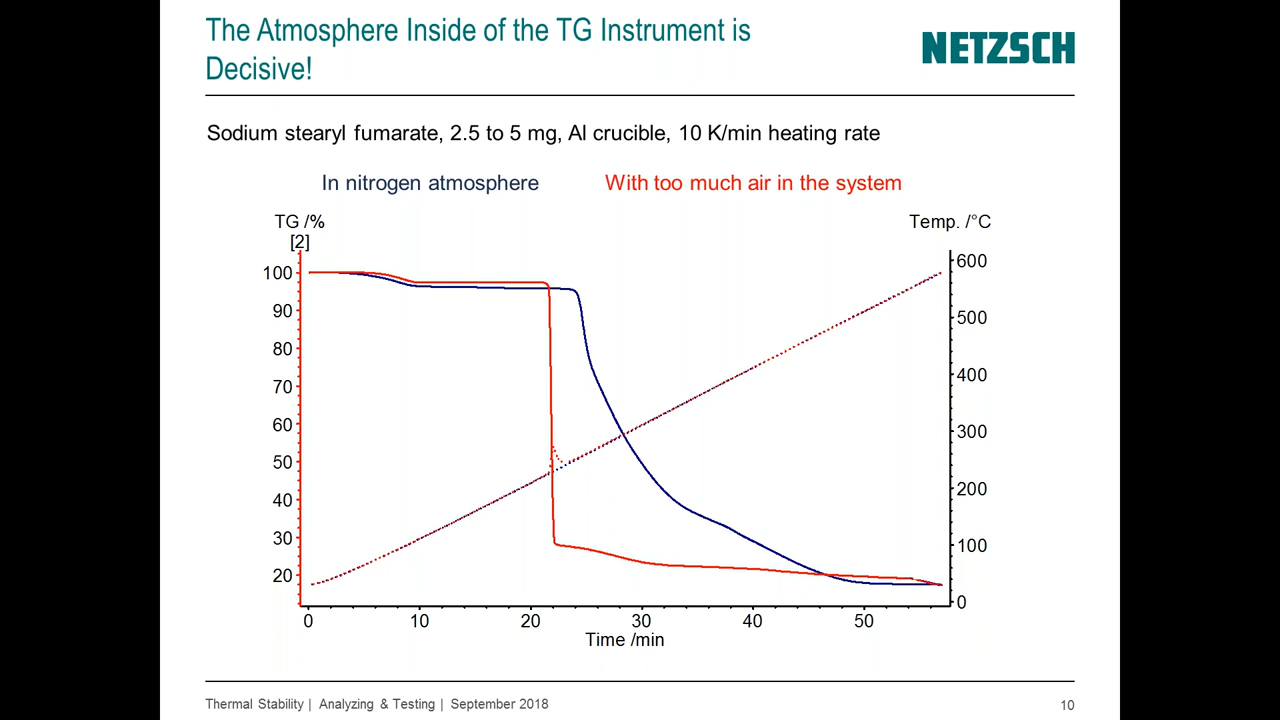 The Atmosphere Inside of the TG Instrument is
Decisive!
NETZSCH
Sodium stearyl fumarate, 2.5 to 5 mg, Al crucible, 10 K/min heating rate
In nitrogen atmosphere
With too much air in the system
TG /%
[2]
Temp. /°C
100
90
80
70
60
50
40
30
20
600
500
400
300
200
100
0
0
10
20
30
40
50
Time /min
Thermal Stability | Analyzing & Testing | September 2018
10